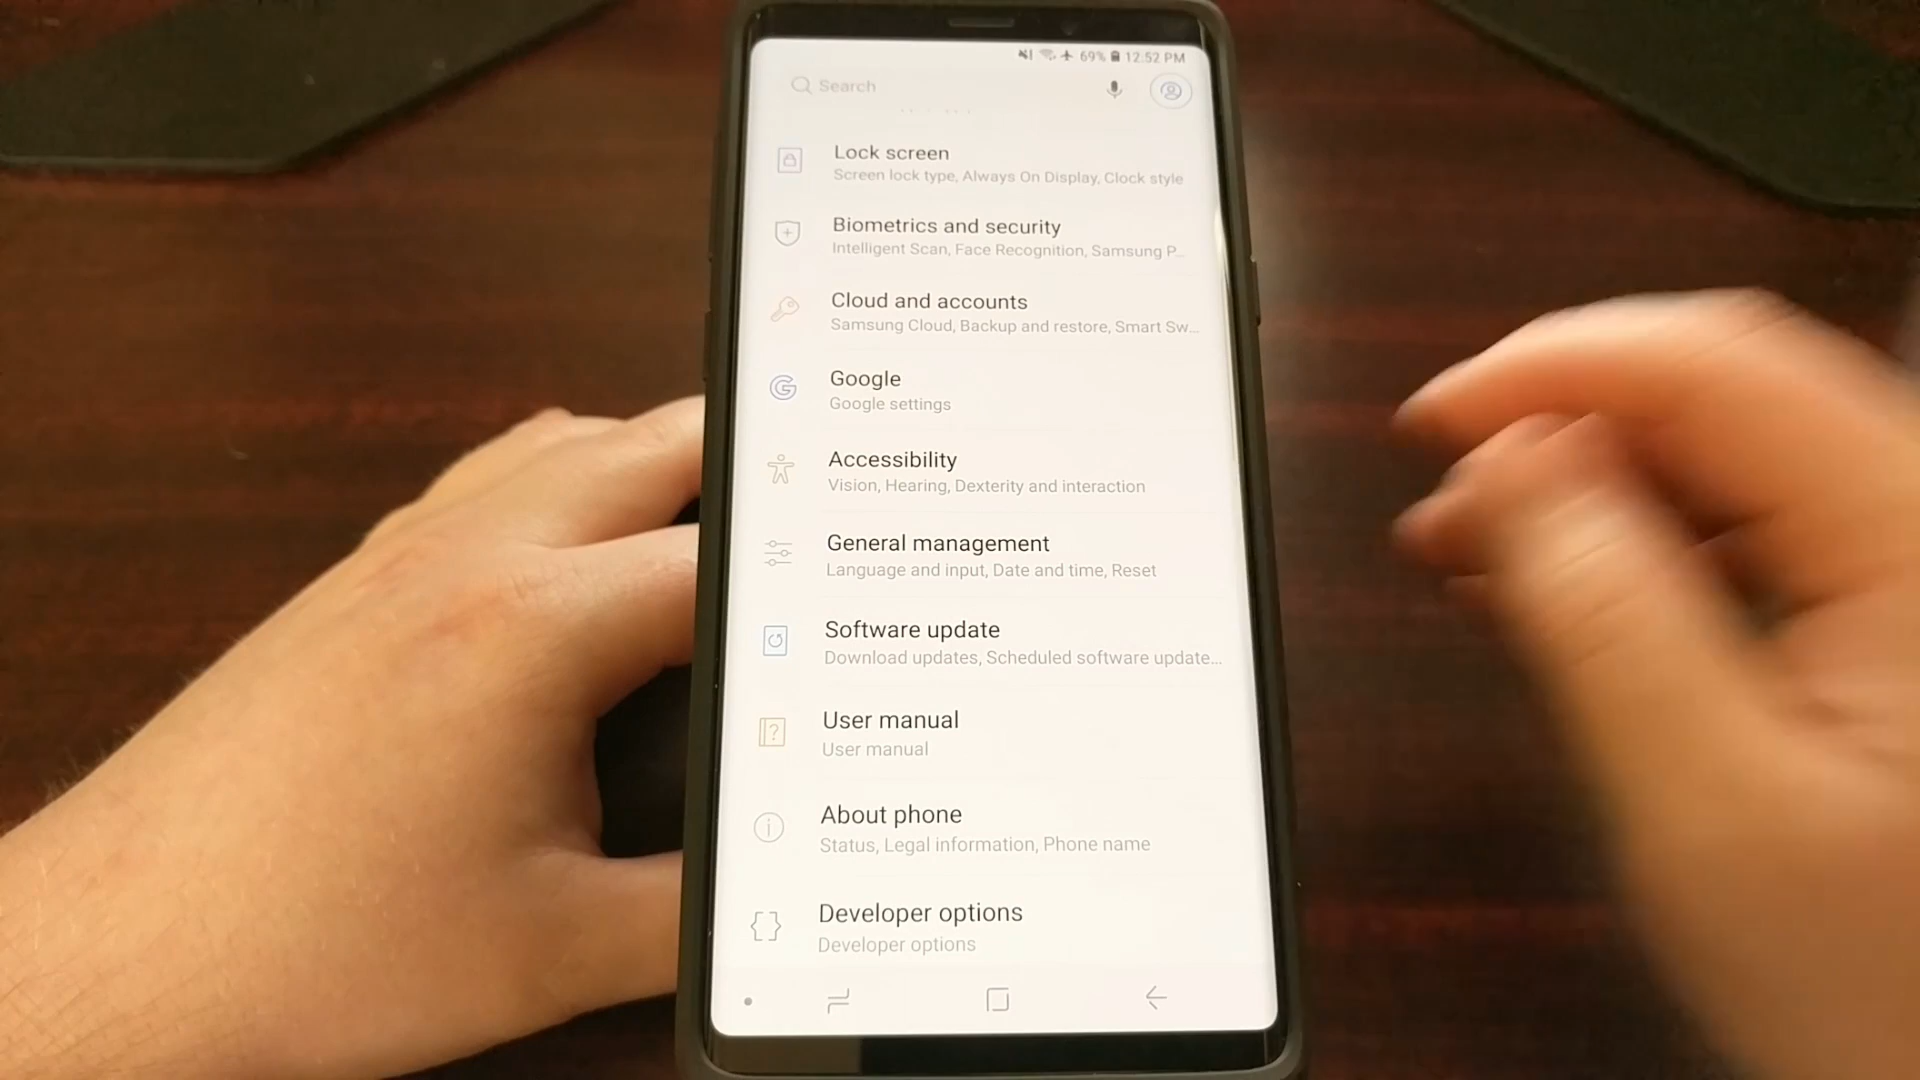 69% 12:52 PM
Search
Lock screen
Screen lock type, Always On Display, Clock style
Biometrics and security
Intelligent Scan, Face Recognition, Samsung P...
Cloud and accounts
Samsung Cloud, Backup and restore, Smart Sw...
Google
Google settings
Accessibility
Vision, Hearing, Dexterity and interaction
General management
Language and input, Date and time, Reset
Software update
Download updates, Scheduled software update...
User manual
User manual
About phone
Status, Legal information, Phone name
Developer options
Developer options